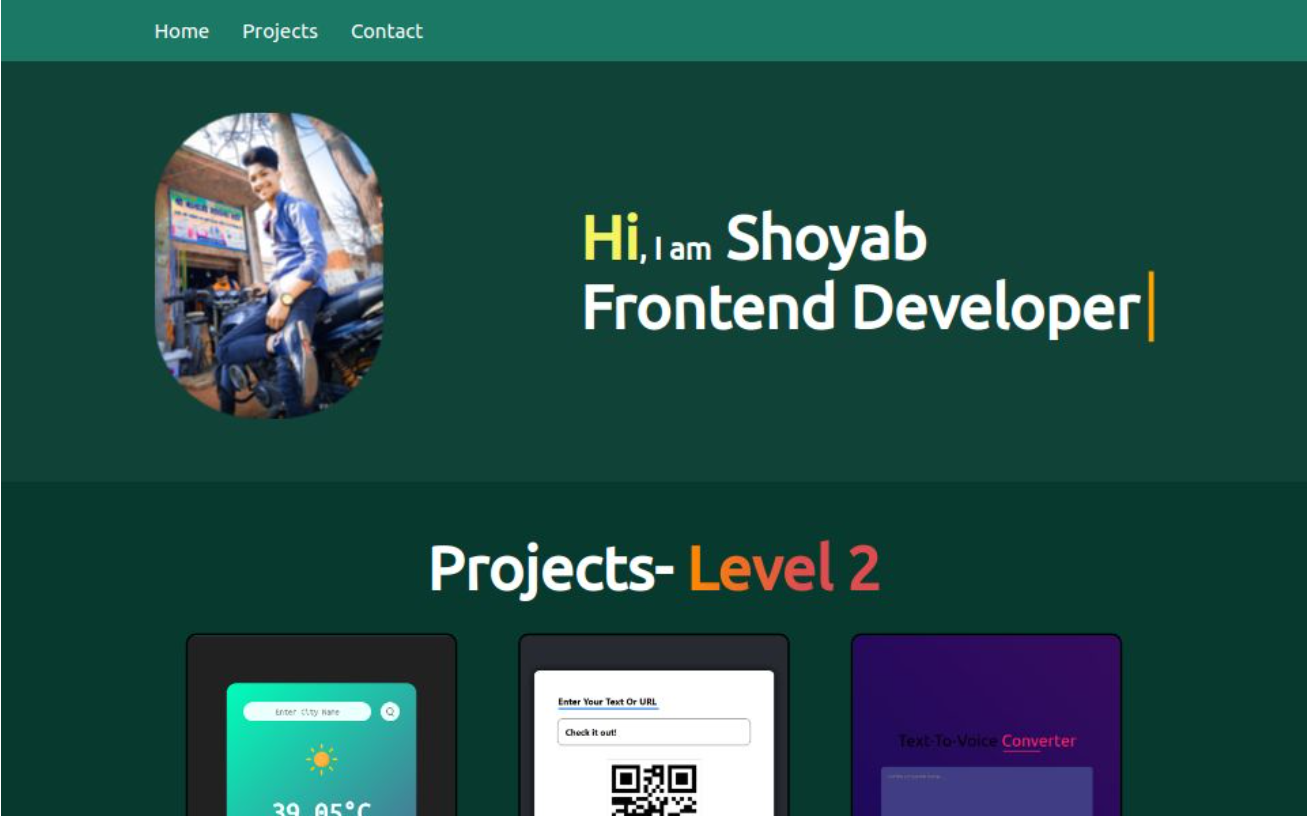 Home Projects Contact
Hi, I am Shoyab
Frontend Developer
Projects- Level 2
Enter City Name
39.05°C
Enter Your Text Or URL
Check it out!
Text-To-Voice Converter